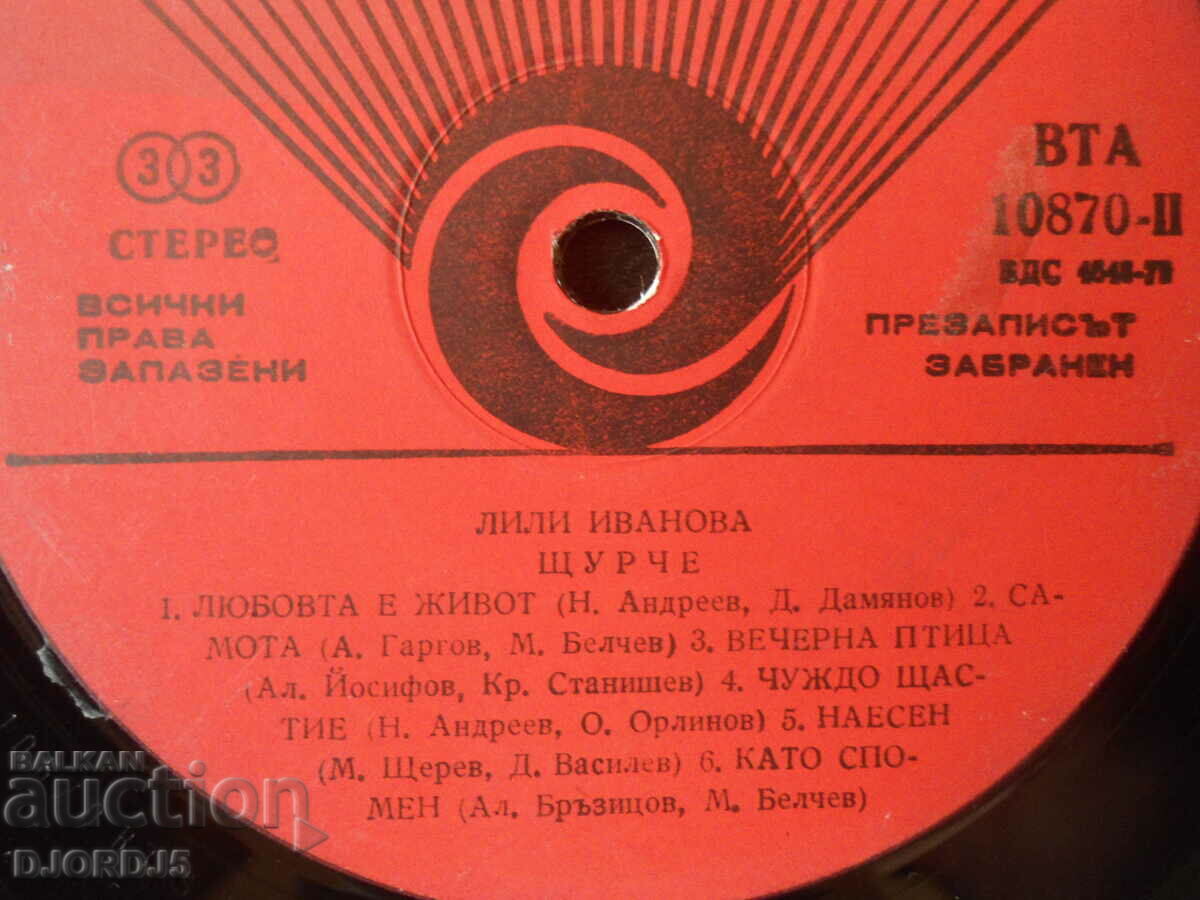 33
СТЕРЕО
ВСИЧКИ
ПРАВА
ЗАПАЗЕНИ
ВТА
10870-II
БДС
ПРЕЗАПИСЪТ
ЗАБРАНЕН
ЛИЛИ ИВАНОВА
ЩУРЧЕ
1. ЛЮБОВТА Е ЖИВОТ (Н. Андреев, Д. Дамянов) 2. СА-
МОТА (А. Гаргов, М. Белчев) 3. ВЕЧЕРНА ПТИЦА
(Ал. Йосифов, Кр. Станишев) 4. ЧУЖДО ЩАС-
ТИЕ (Н. Андреев, О. Орлинов) 5. НАЕСЕН
(М. Щерев, Д. Василев) 6. КАТО СПО-
МЕН (Ал. Бръзицов, М. Белчев)
BALKAN
auction
DJORDJ5